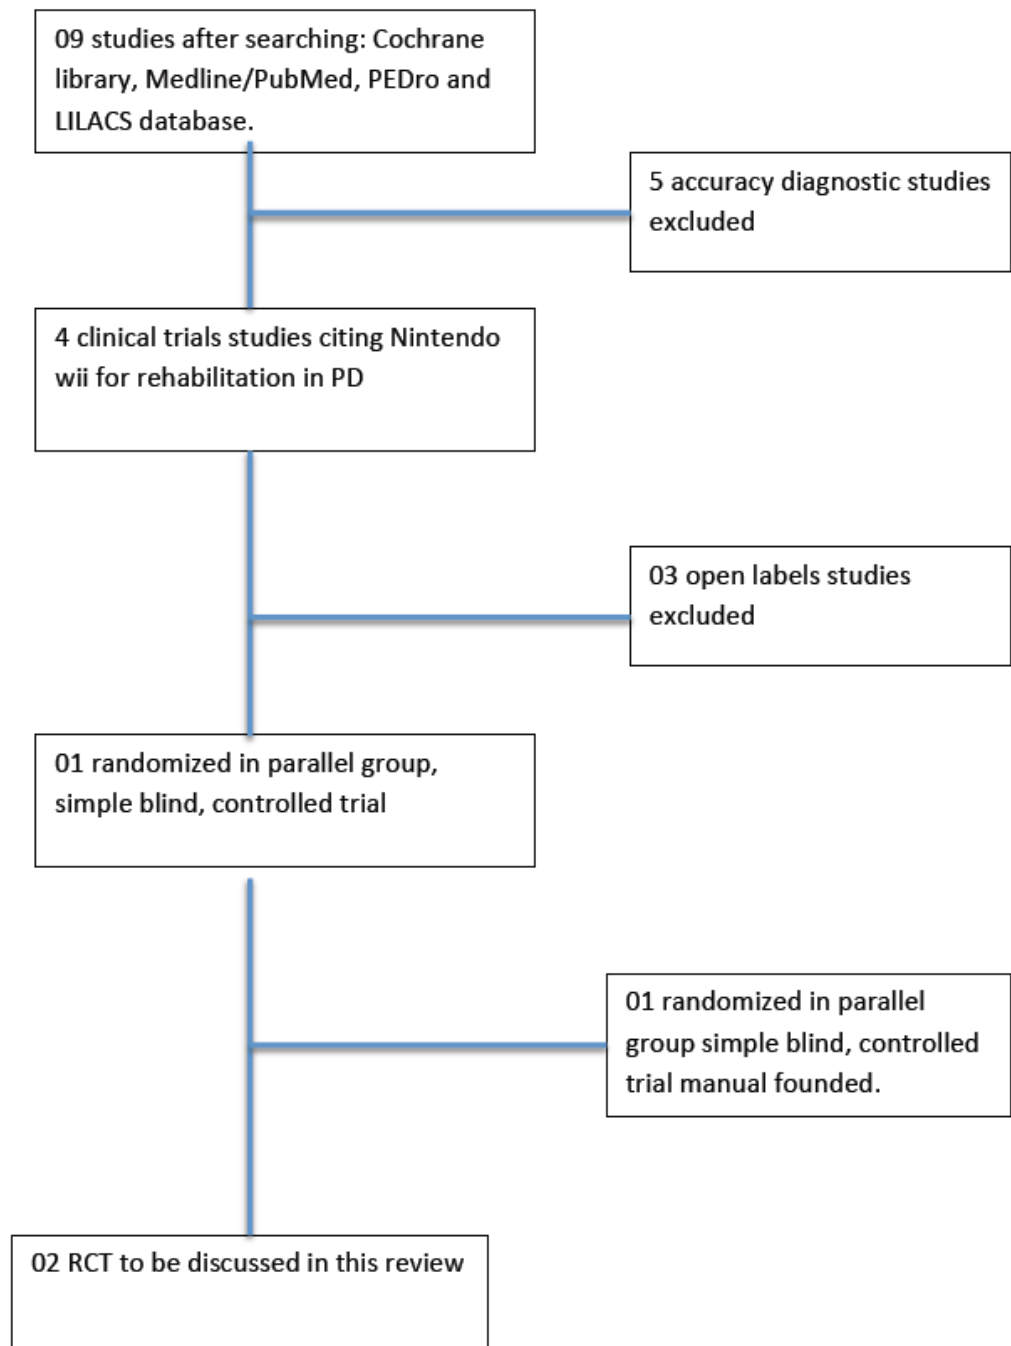 09 studies after searching: Cochrane
library, Medline/PubMed, PEDro and
LILACS database.
5 accuracy diagnostic studies
excluded
4 clinical trials studies citing Nintendo
wii for rehabilitation in PD
03 open labels studies
excluded
01 randomized in parallel group,
simple blind, controlled trial
01 randomized in parallel
group simple blind, controlled
trial manual founded.
02 RCT to be discussed in this review